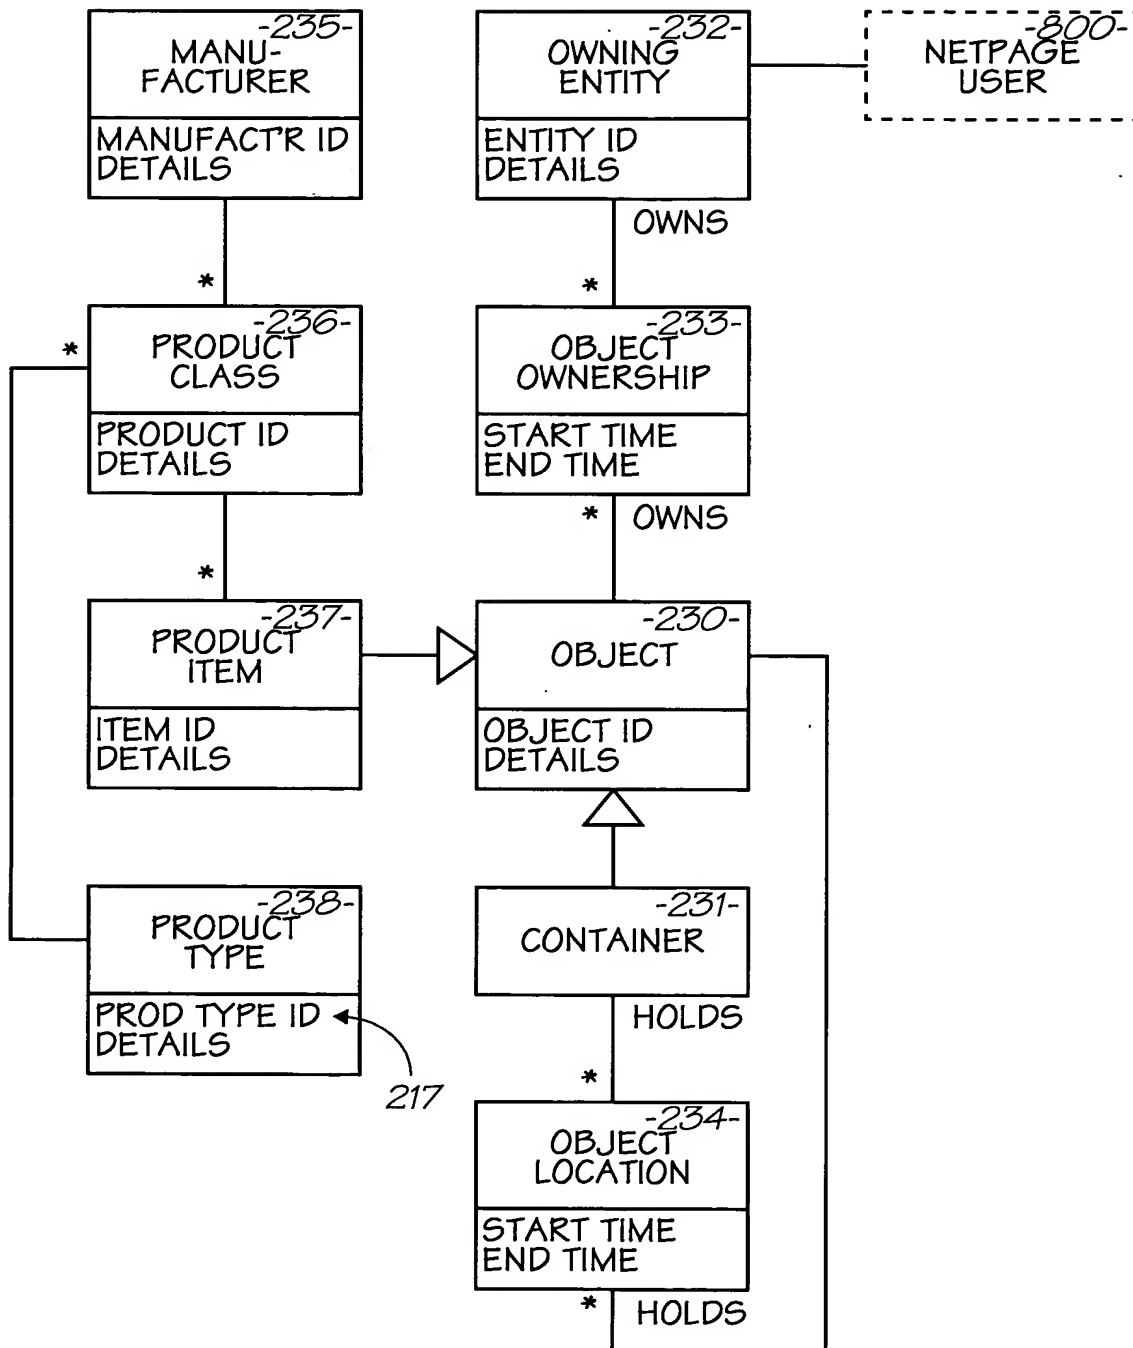 -235-
MANU-
FACTURER
MANUFACT'R ID
DETAILS
-232-
OWNING
ENTITY
ENTITY ID
DETAILS
-800-
NETPAGE
USER
OWNS
*
*
-236-
PRODUCT
CLASS
PRODUCT ID
DETAILS
*
-233-
OBJECT
OWNERSHIP
START TIME
END TIME
* OWNS
*
-237-
PRODUCT
ITEM
ITEM ID
DETAILS
-230-
OBJECT
OBJECT ID
DETAILS
-238-
PRODUCT
TYPE
PROD TYPE ID
DETAILS
217
-231-
CONTAINER
HOLDS
*
-234-
OBJECT
LOCATION
START TIME
END TIME
* HOLDS